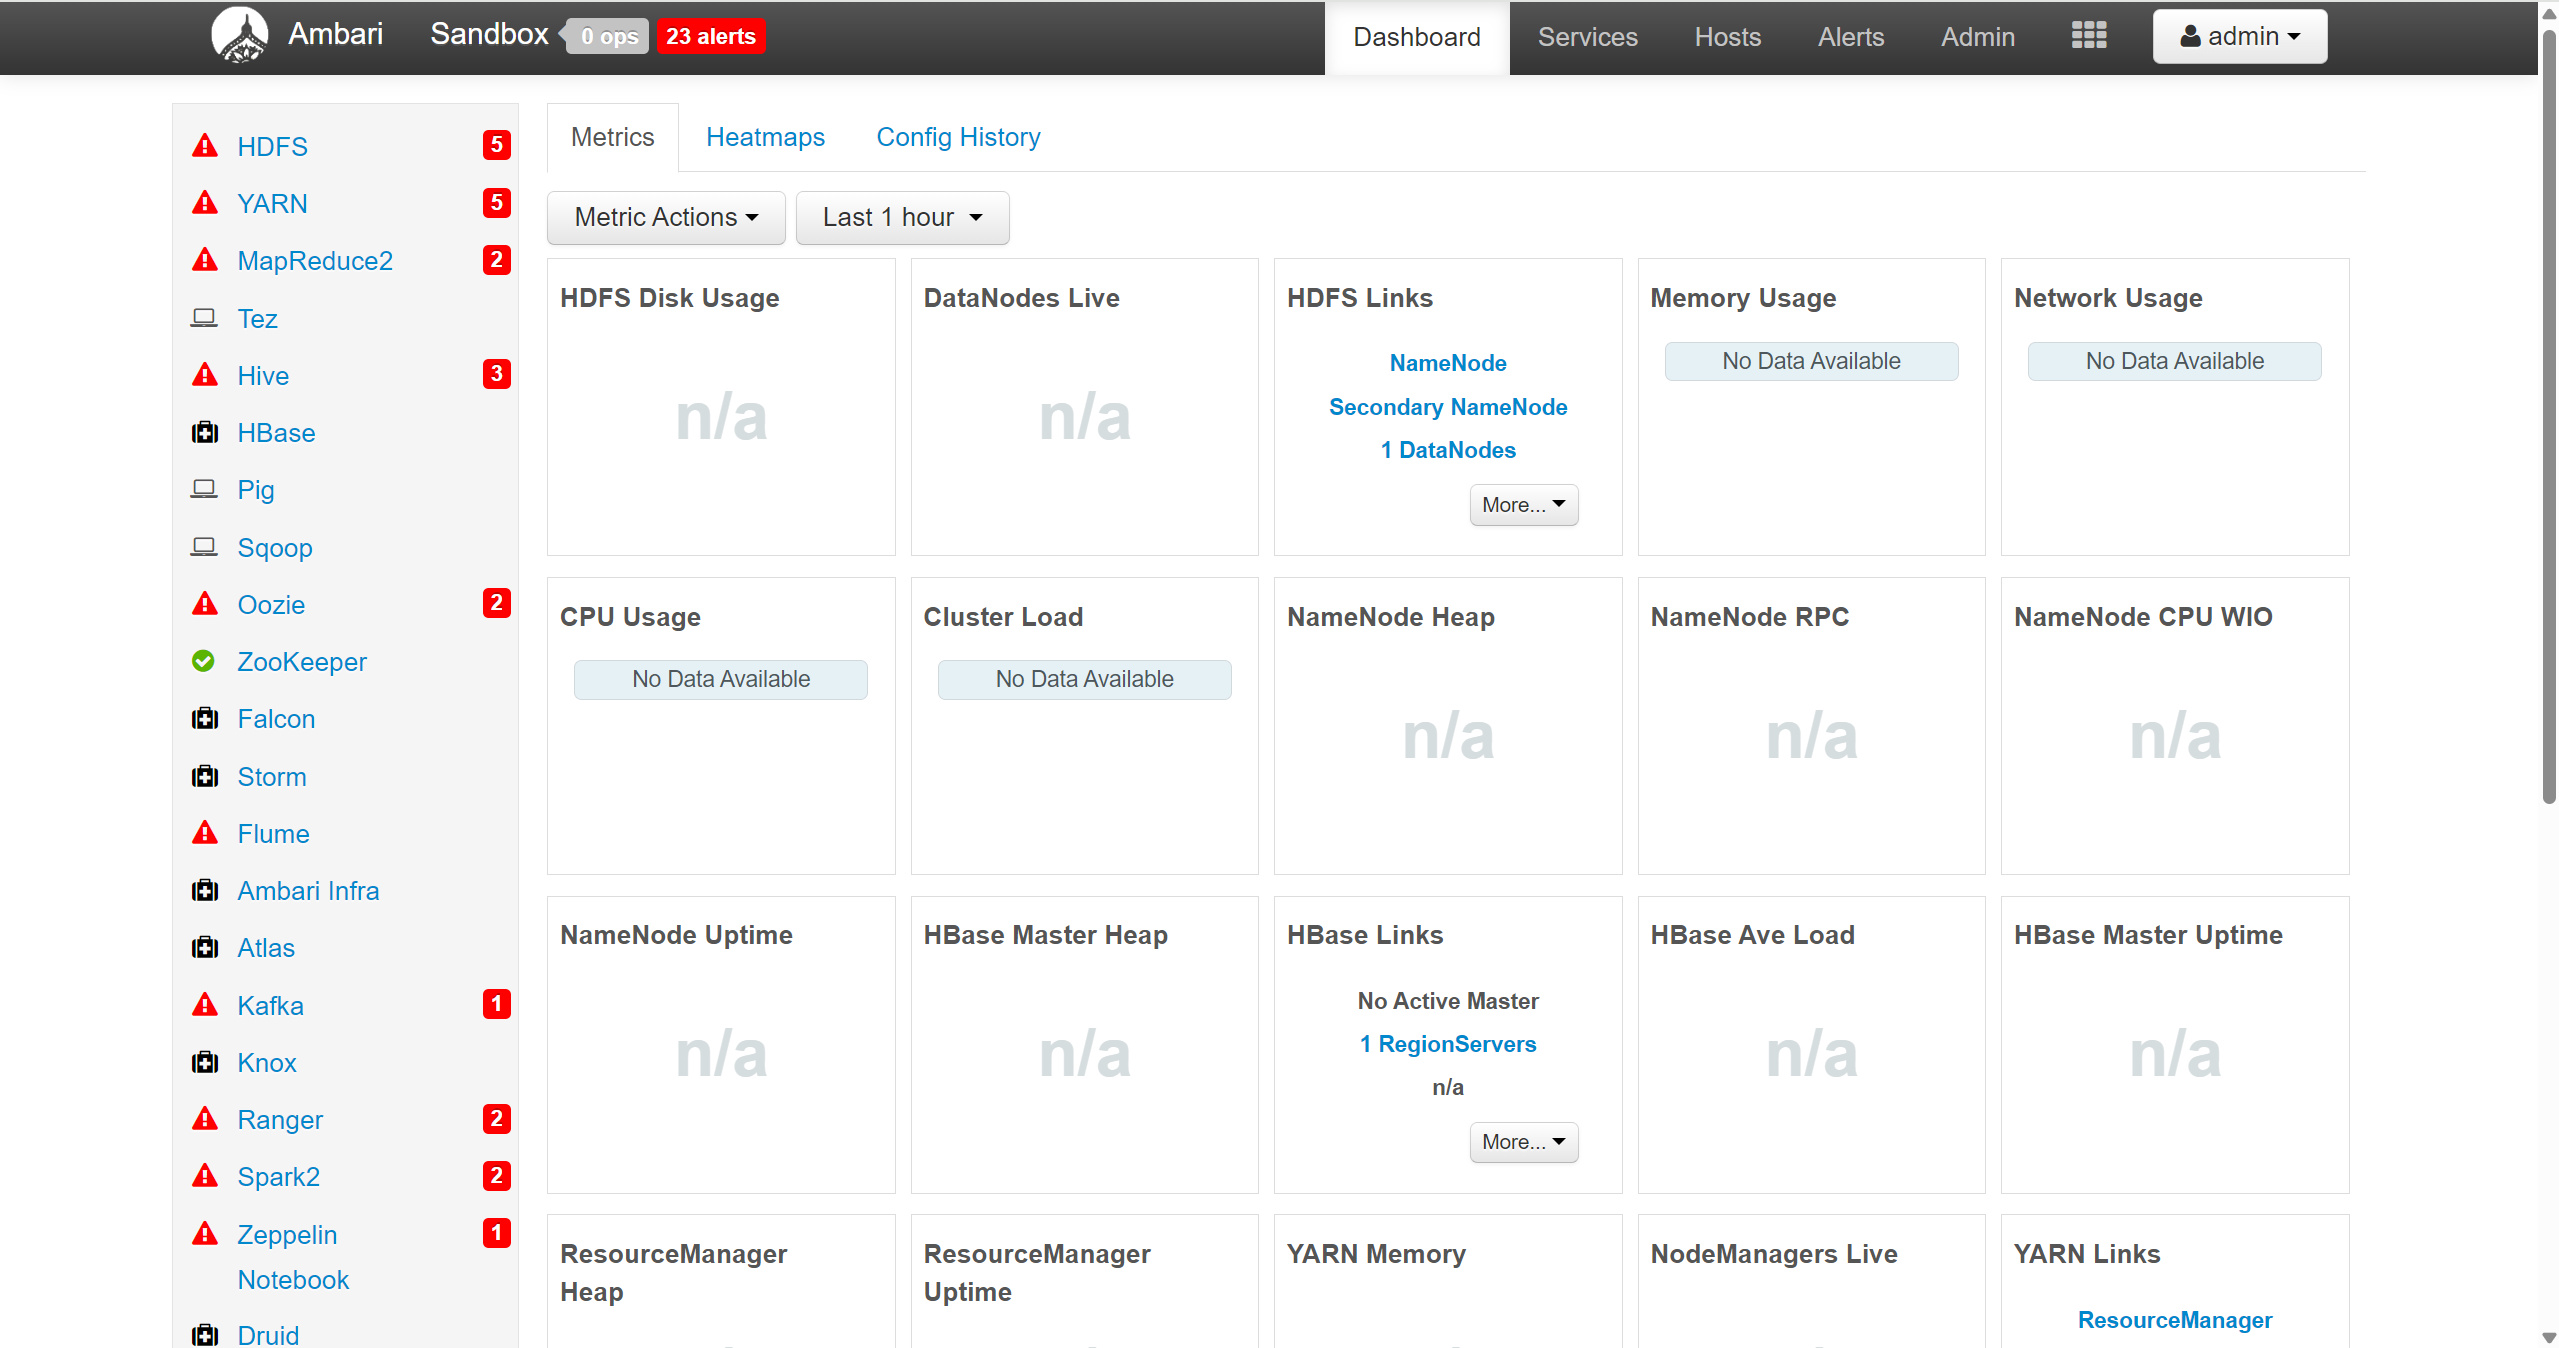 Ambari Sandbox 0 ops 23 alerts Dashboard Services Hosts Alerts Admin admin
HDFS 5
YARN 5
MapReduce2 2
Tez
Hive 3
HBase
Pig
Sqoop
Oozie 2
ZooKeeper
Falcon
Storm
Flume
Ambari Infra
Atlas
Kafka 1
Knox
Ranger 2
Spark2 2
Zeppelin 1
Notebook
Druid
Metrics Heatmaps Config History
Metric Actions Last 1 hour
HDFS Disk Usage
n/a
DataNodes Live
n/a
HDFS Links
NameNode
Secondary NameNode
1 DataNodes
More...
Memory Usage
No Data Available
Network Usage
No Data Available
CPU Usage
No Data Available
Cluster Load
No Data Available
NameNode Heap
n/a
NameNode RPC
n/a
NameNode CPU WIO
n/a
NameNode Uptime
n/a
HBase Master Heap
n/a
HBase Links
No Active Master
1 RegionServers
n/a
More...
HBase Ave Load
n/a
HBase Master Uptime
n/a
ResourceManager
Heap
ResourceManager
Uptime
YARN Memory
NodeManagers Live
YARN Links
ResourceManager